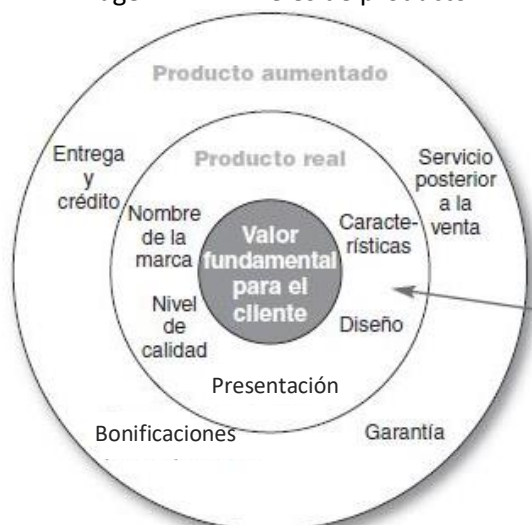 Producto aumentado
Entrega
y
crédito
Producto real
Servicio
posterior
a la
venta
Nombre
de la
marca
Valor
fundamental
para el
cliente
Caracte-
rísticas
Nivel
de
calidad
Diseño
Presentación
Bonificaciones
Garantía